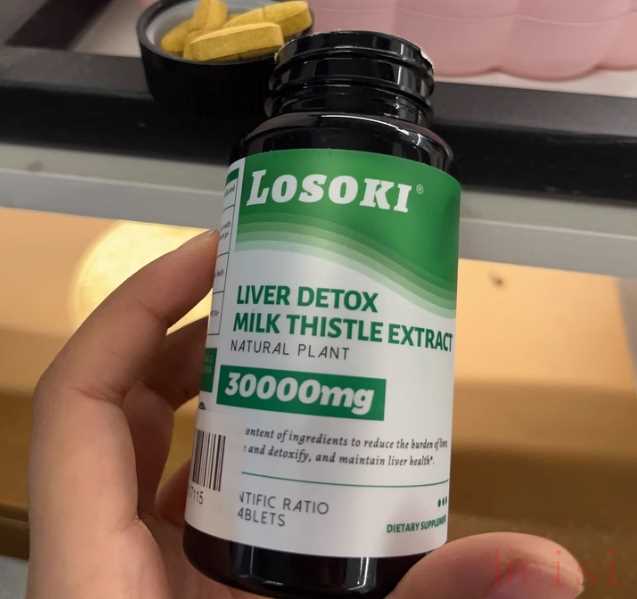 LOSOKI®
LIVER DETOX
MILK THISTLE EXTRACT
NATURAL PLANT
30000mg
ontent of ingredients to reduce the burden of
and detoxify, and maintain liver health*.
NTIFIC RATIO
ABLETS
DIETARY SUPPLEMENT
7115